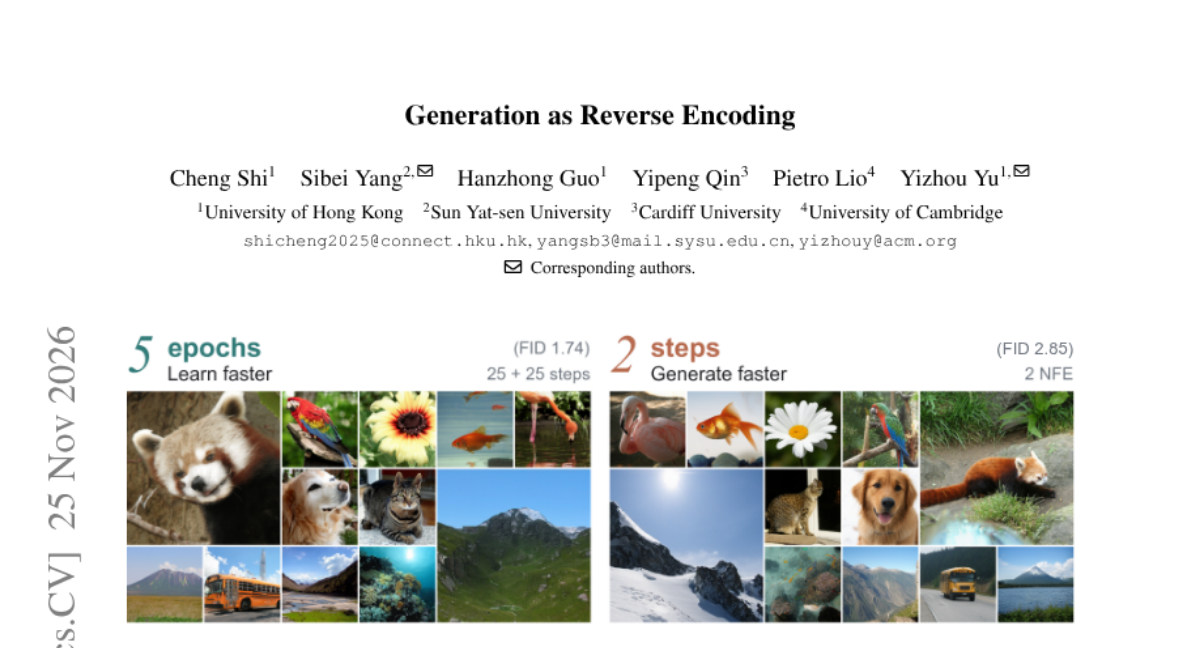 Generation as Reverse Encoding
Cheng Shi1 Sibei Yang2,✉ Hanzhong Guo1 Yipeng Qin3 Pietro Lio4 Yizhou Yu1,✉
1University of Hong Kong 2Sun Yat-sen University 3Cardiff University 4University of Cambridge
shicheng2025@connect.hku.hk, yangsb3@mail.sysu.edu.cn, yizhouy@acm.org
✉ Corresponding authors.
cs.CV] 25 Nov 2026
5 epochs (FID 1.74)
Learn faster 25 + 25 steps
2 steps (FID 2.85)
Generate faster 2 NFE